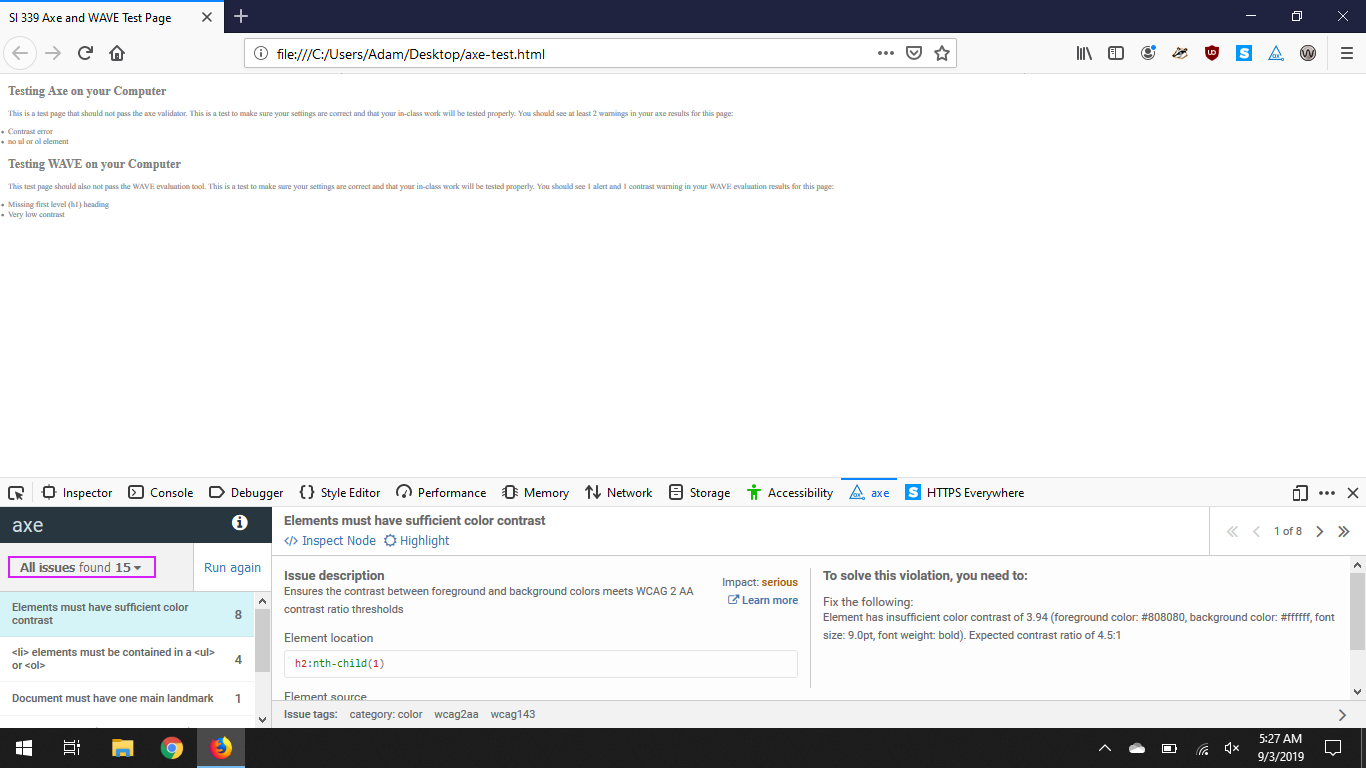 SI 339 Axe and WAVE Test Page
file:///C:/Users/Adam/Desktop/axe-test.html
Testing Axe on your Computer
This is a test page that should not pass the axe validator. This is a test to make sure your settings are correct and that your in-class work will be tested properly. You should see at least 2 warnings in your axe results for this page:
Contrast error
no ul or ol element
Testing WAVE on your Computer
This test page should also not pass the WAVE evaluation tool. This is a test to make sure your settings are correct and that your in-class work will be tested properly. You should see 1 alert and 1 contrast warning in your WAVE evaluation results for this page:
Missing first level (h1) heading
Very low contrast
Inspector Console Debugger Style Editor Performance Memory Network Storage Accessibility axe HTTPS Everywhere
axe
All issues found 15
Run again
Elements must have sufficient color
contrast
8
<li> elements must be contained in a <ul>
or <ol>
4
Document must have one main landmark 1
Elements must have sufficient color contrast
</> Inspect Node Highlight
1 of 8
Issue description
Ensures the contrast between foreground and background colors meets WCAG 2 AA
contrast ratio thresholds
Impact: serious
Learn more
Element location
h2:nth-child(1)
Element source
To solve this violation, you need to:
Fix the following:
Element has insufficient color contrast of 3.94 (foreground color: #808080, background color: #ffffff, font
size: 9.0pt, font weight: bold). Expected contrast ratio of 4.5:1
Issue tags: category: color wcag2aa wcag143
5:27 AM
9/3/2019